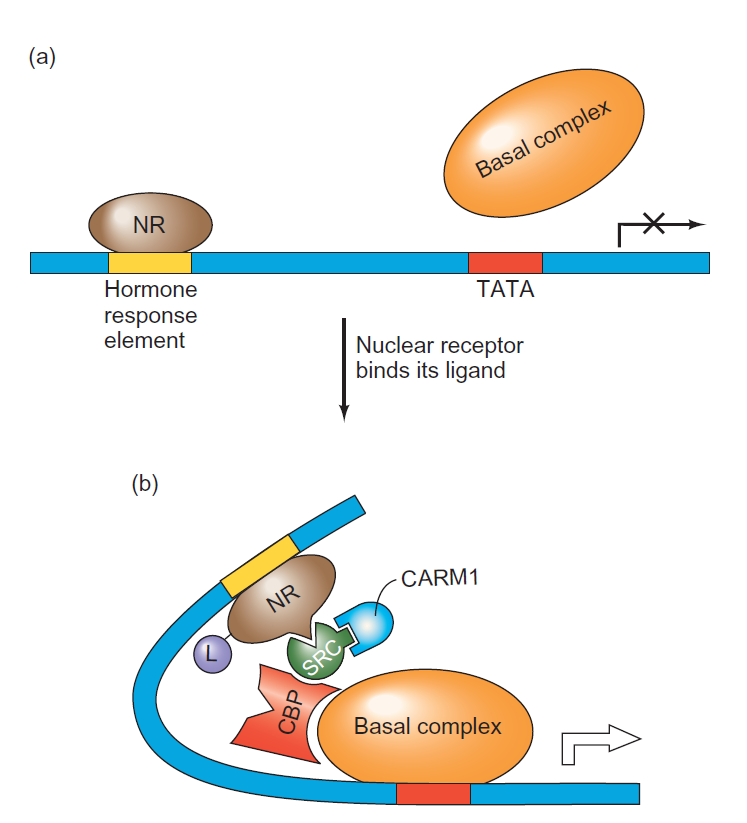 (a)
Basal complex
NR
Hormone
response
element
TATA
Nuclear receptor
binds its ligand
(b)
CARM1
NR
L
SRC
CBP
Basal complex